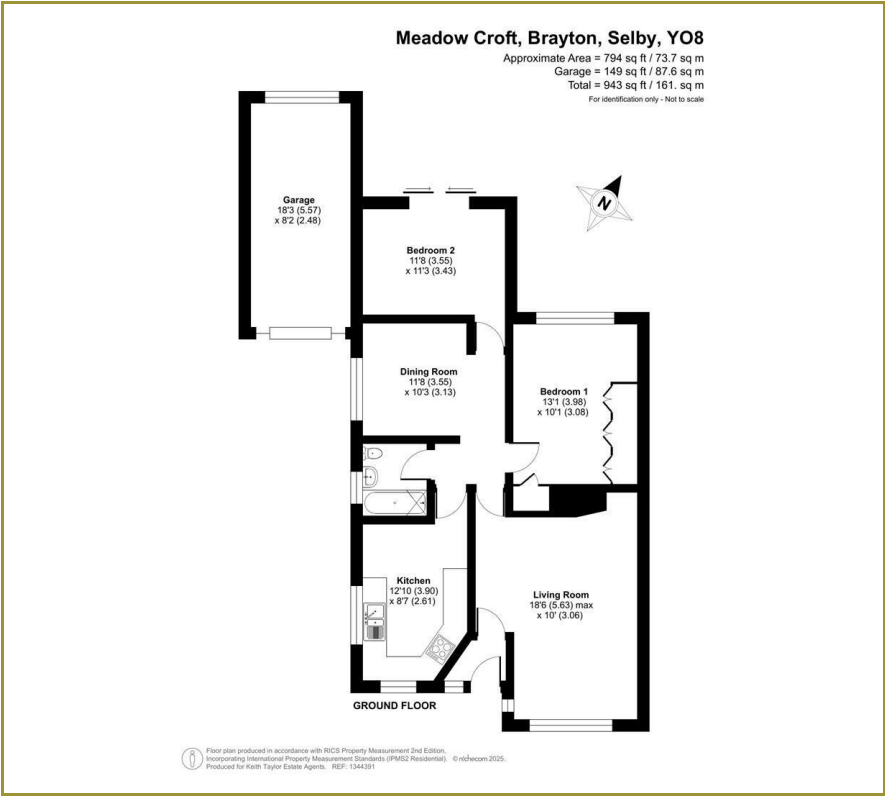 Meadow Croft, Brayton, Selby, YO8
Approximate Area = 794 sq ft / 73.7 sq m
Garage = 149 sq ft / 87.6 sq m
Total = 943 sq ft / 161. sq m
For identification only - Not to scale
N
Garage
18'3 (5.57)
x 8'2 (2.48)
Bedroom 2
11'8 (3.55)
x 11'3 (3.43)
Dining Room
11'8 (3.55)
x 10'3 (3.13)
Bedroom 1
13'1 (3.98)
x 10'1 (3.08)
Kitchen
12'10 (3.90)
x 8'7 (2.61)
Living Room
18'6 (5.63) max
x 10' (3.06)
GROUND FLOOR
Floor plan produced in accordance with RICS Property Measurement 2nd Edition.
Incorporating International Property Measurement Standards (IPMS2 Residential). © nichecom 2025.
Produced for Keith Taylor Estate Agents. REF: 1344391